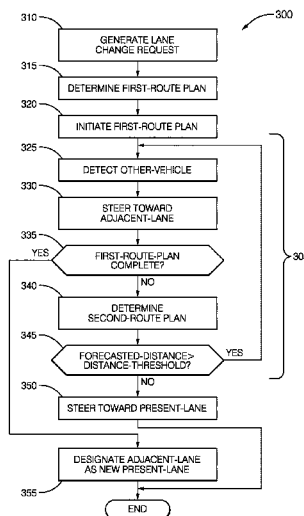 310
300
GENERATE LANE
CHANGE REQUEST
315
DETERMINE FIRST-ROUTE PLAN
320
INITIATE FIRST-ROUTE PLAN
325
DETECT OTHER-VEHICLE
330
STEER TOWARD
ADJACENT-LANE
30
335
YES
FIRST-ROUTE-PLAN
COMPLETE?
NO
340
DETERMINE
SECOND-ROUTE PLAN
345
FORECASTED-DISTANCE>
DISTANCE-THRESHOLD?
YES
NO
350
STEER TOWARD PRESENT-LANE
DESIGNATE ADJACENT-LANE
AS NEW PRESENT-LANE
355
END